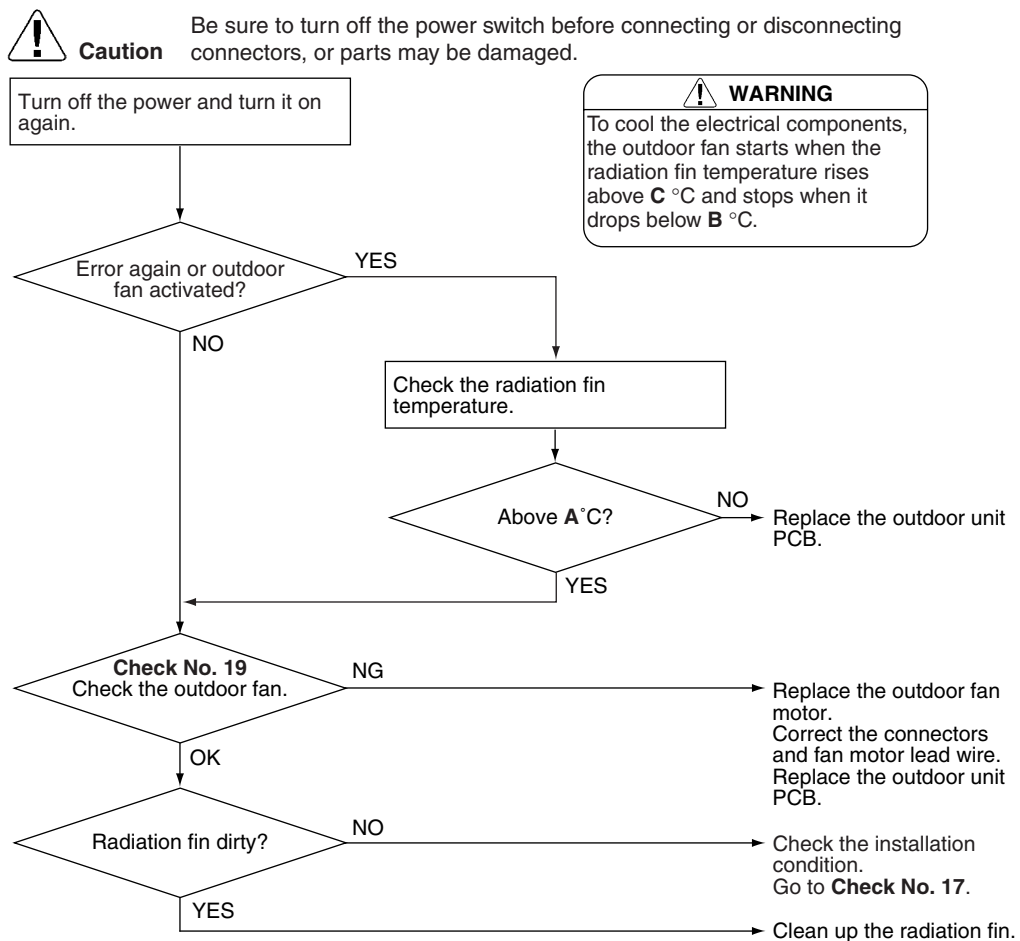 Be sure to turn off the power switch before connecting or disconnecting
Caution connectors, or parts may be damaged.
Turn off the power and turn it on
again.
WARNING
To cool the electrical components,
the outdoor fan starts when the
radiation fin temperature rises
above C °C and stops when it
drops below B °C.
Error again or outdoor
fan activated?
YES
NO
Check the radiation fin
temperature.
Above A˚C?
NO
Replace the outdoor unit
PCB.
YES
Check No. 19
Check the outdoor fan.
NG
Replace the outdoor fan
motor.
Correct the connectors
and fan motor lead wire.
Replace the outdoor unit
PCB.
OK
Radiation fin dirty?
NO
Check the installation
condition.
Go to Check No. 17.
YES
Clean up the radiation fin.